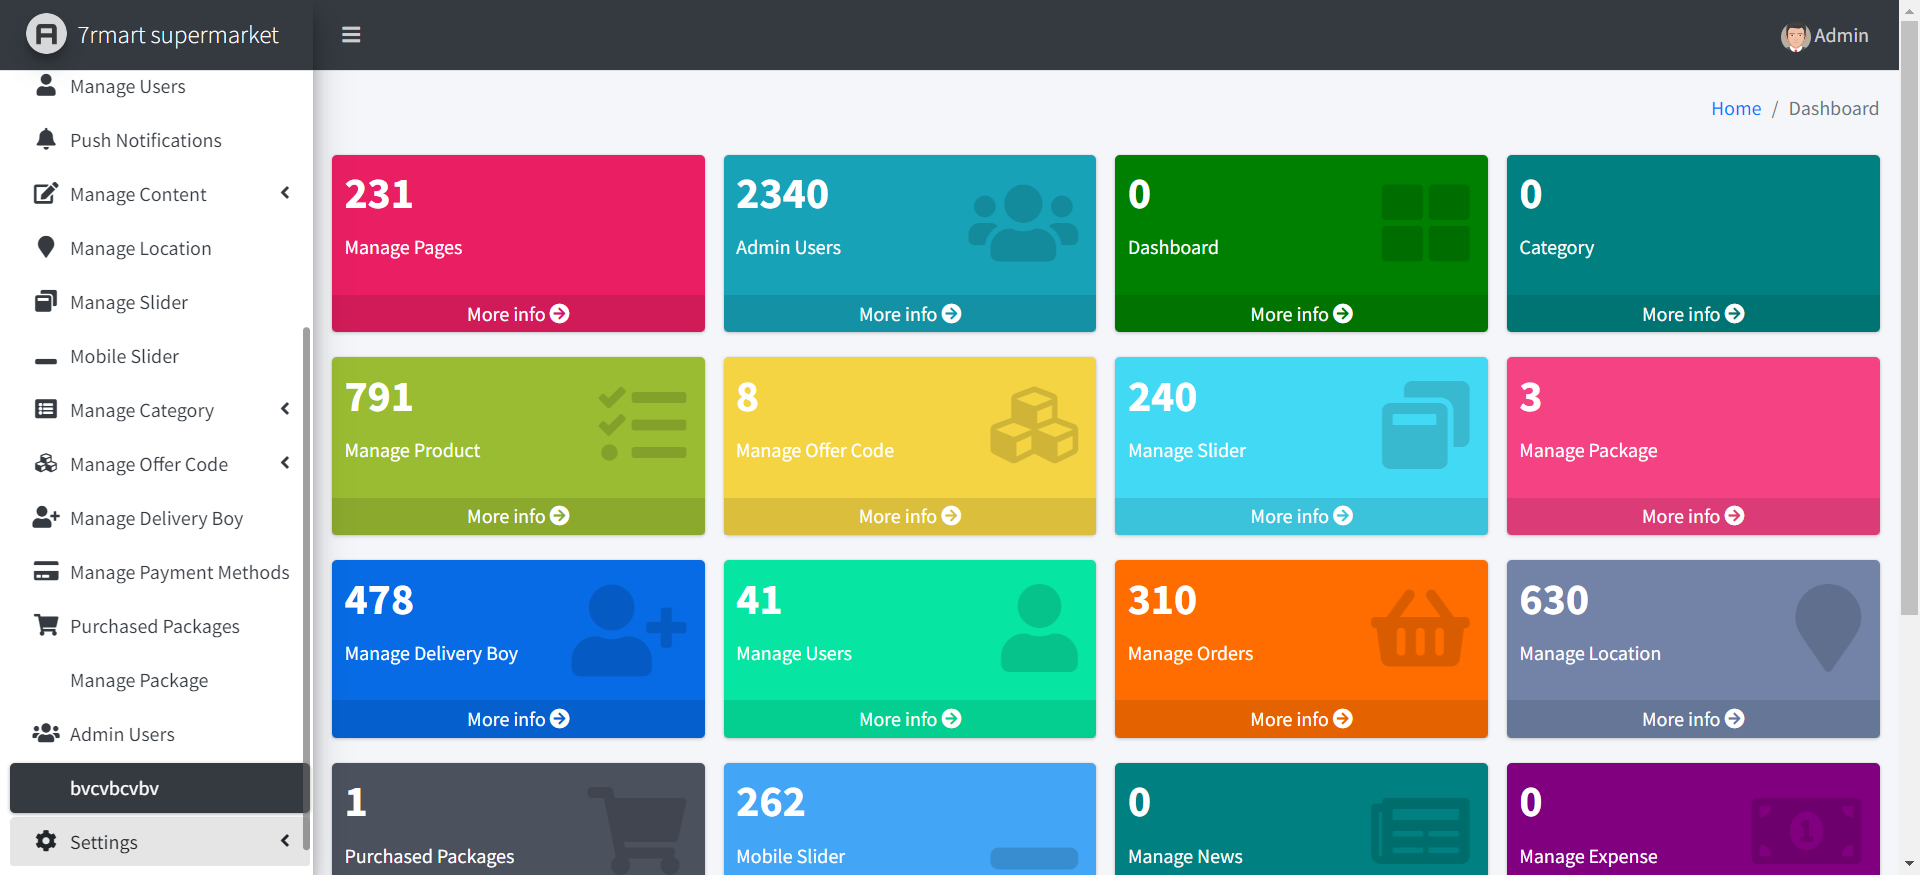 7rmart supermarket
Admin
Manage Users
Push Notifications
Manage Content
Manage Location
Manage Slider
Mobile Slider
Manage Category
Manage Offer Code
Manage Delivery Boy
Manage Payment Methods
Purchased Packages
Manage Package
Admin Users
bvcvbcvbv
Settings
Home / Dashboard
231
Manage Pages
More info
2340
Admin Users
More info
0
Dashboard
More info
0
Category
More info
791
Manage Product
More info
8
Manage Offer Code
More info
240
Manage Slider
More info
3
Manage Package
More info
478
Manage Delivery Boy
More info
41
Manage Users
More info
310
Manage Orders
More info
630
Manage Location
More info
1
Purchased Packages
262
Mobile Slider
0
Manage News
0
Manage Expense